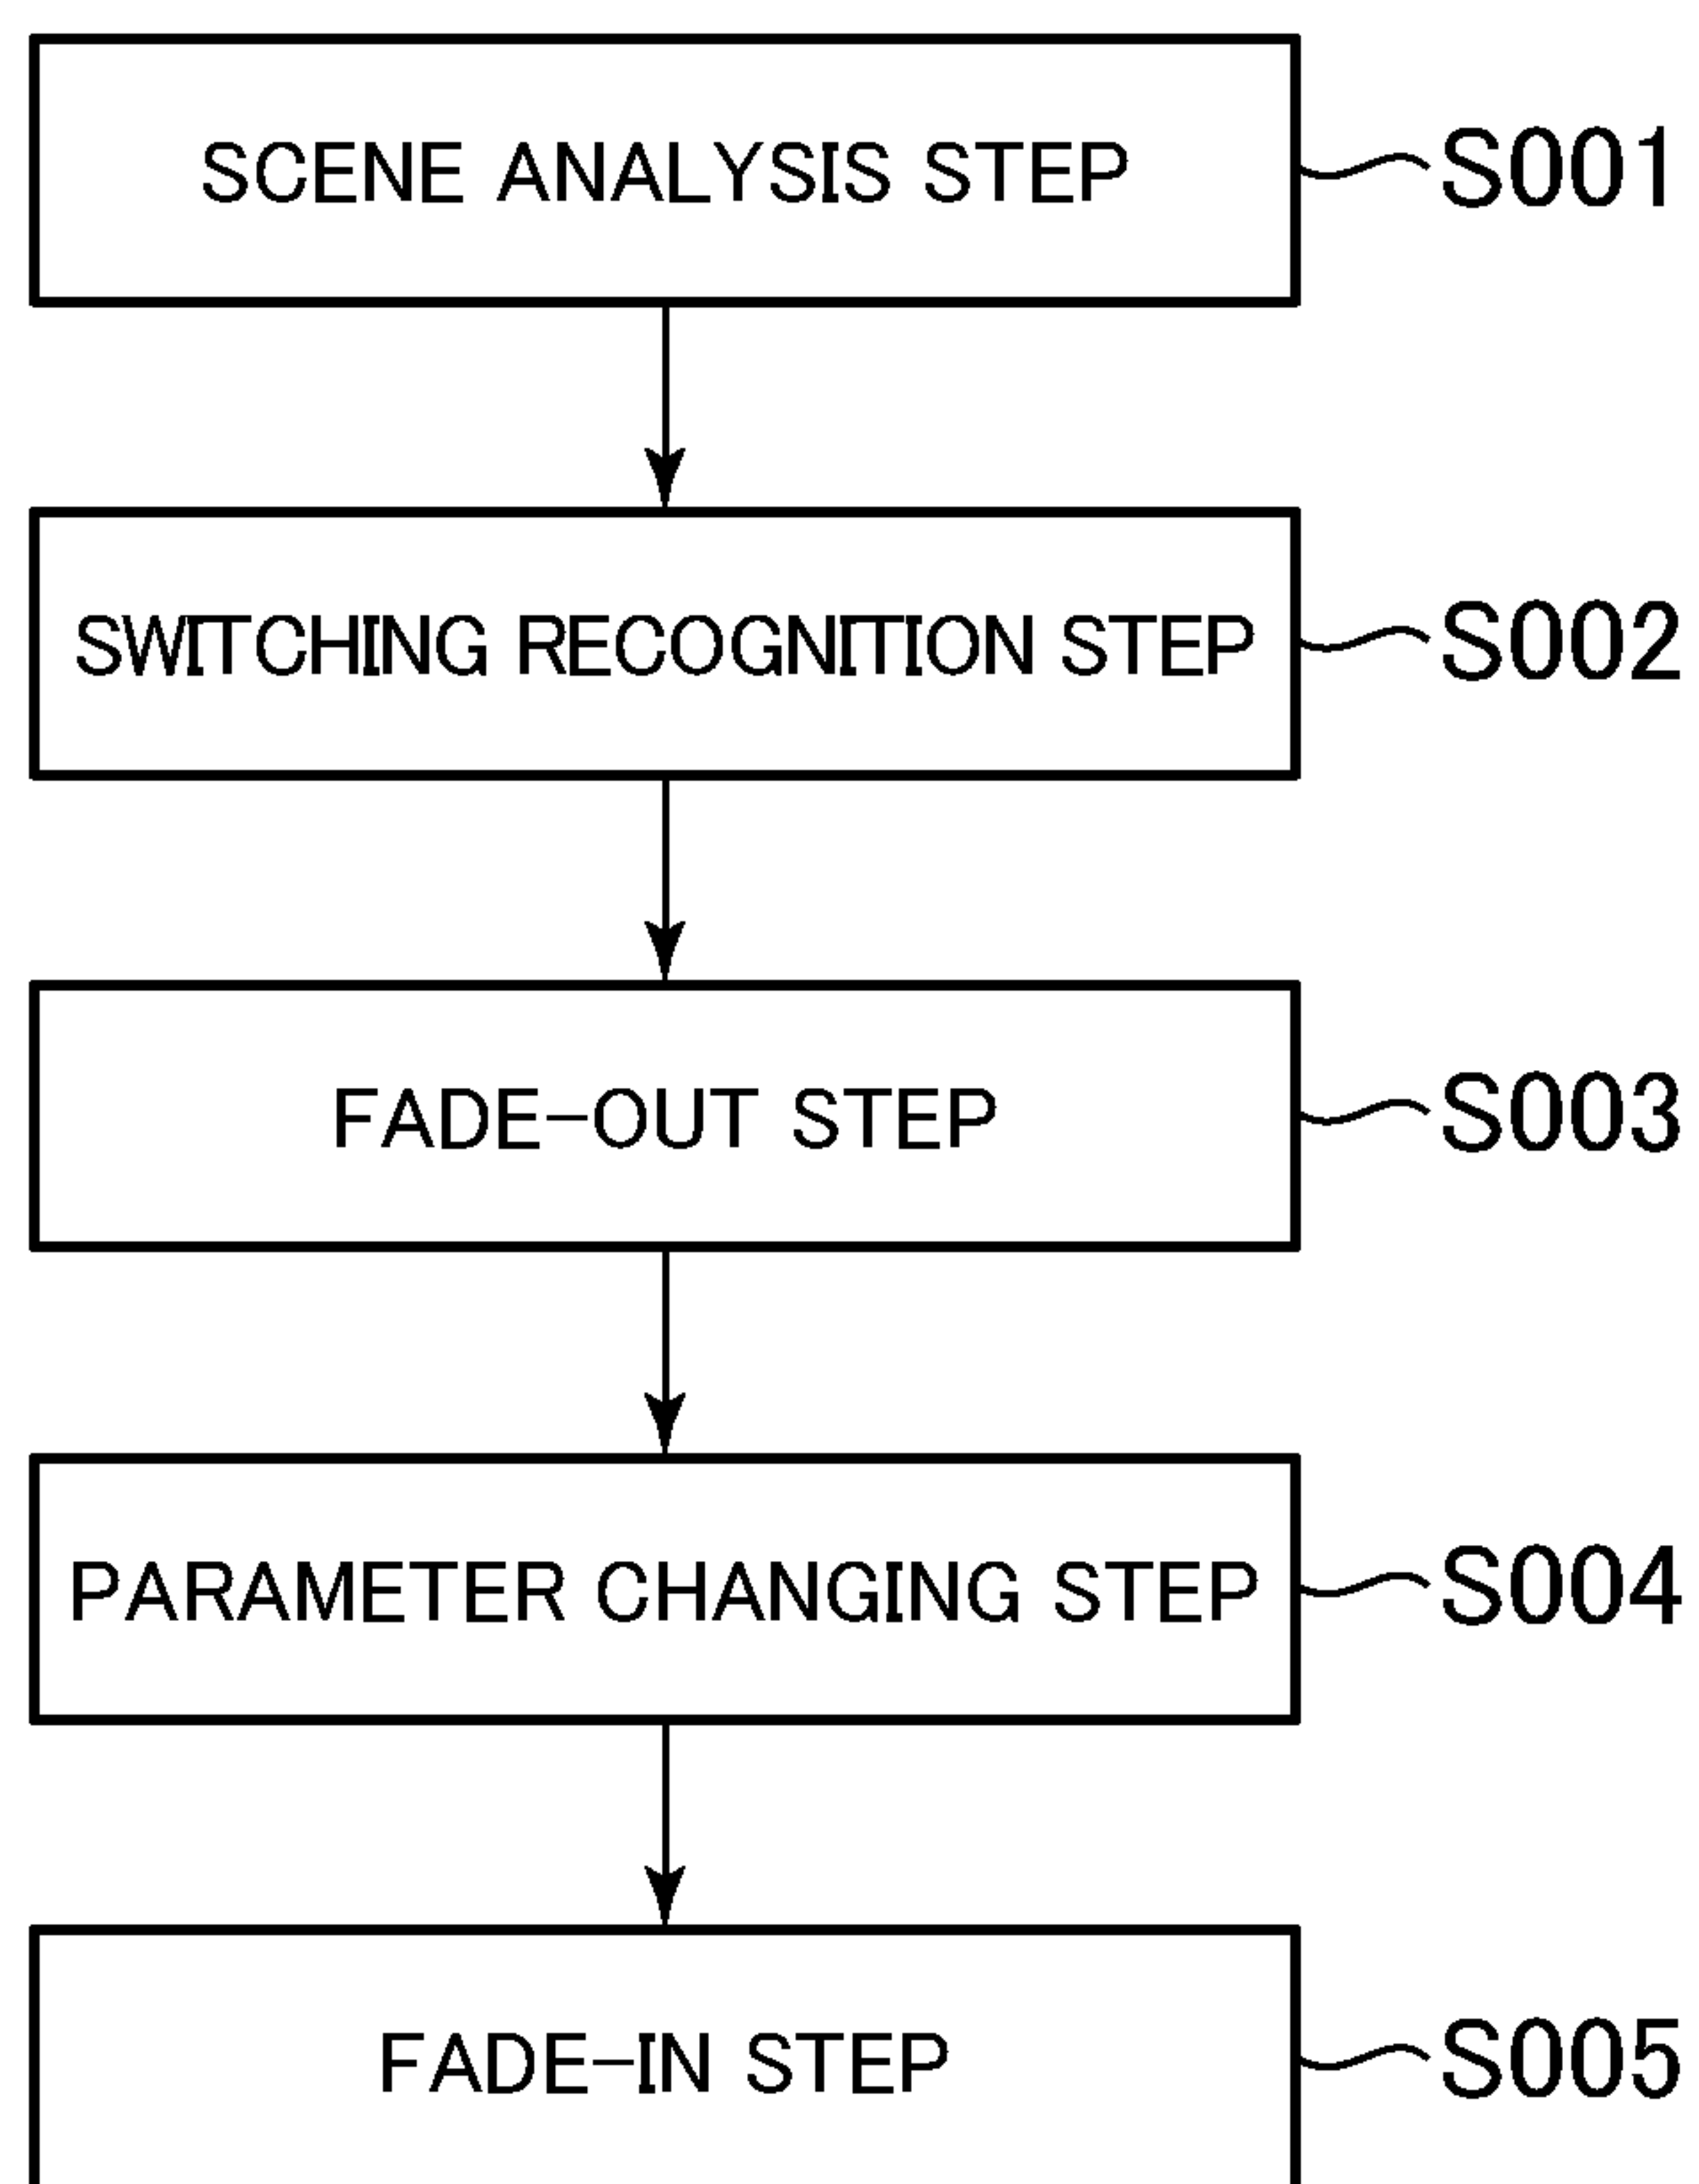 SCENE ANALYSIS STEP S001
SWITCHING RECOGNITION STEP S002
FADE-OUT STEP S003
PARAMETER CHANGING STEP S004
FADE-IN STEP S005